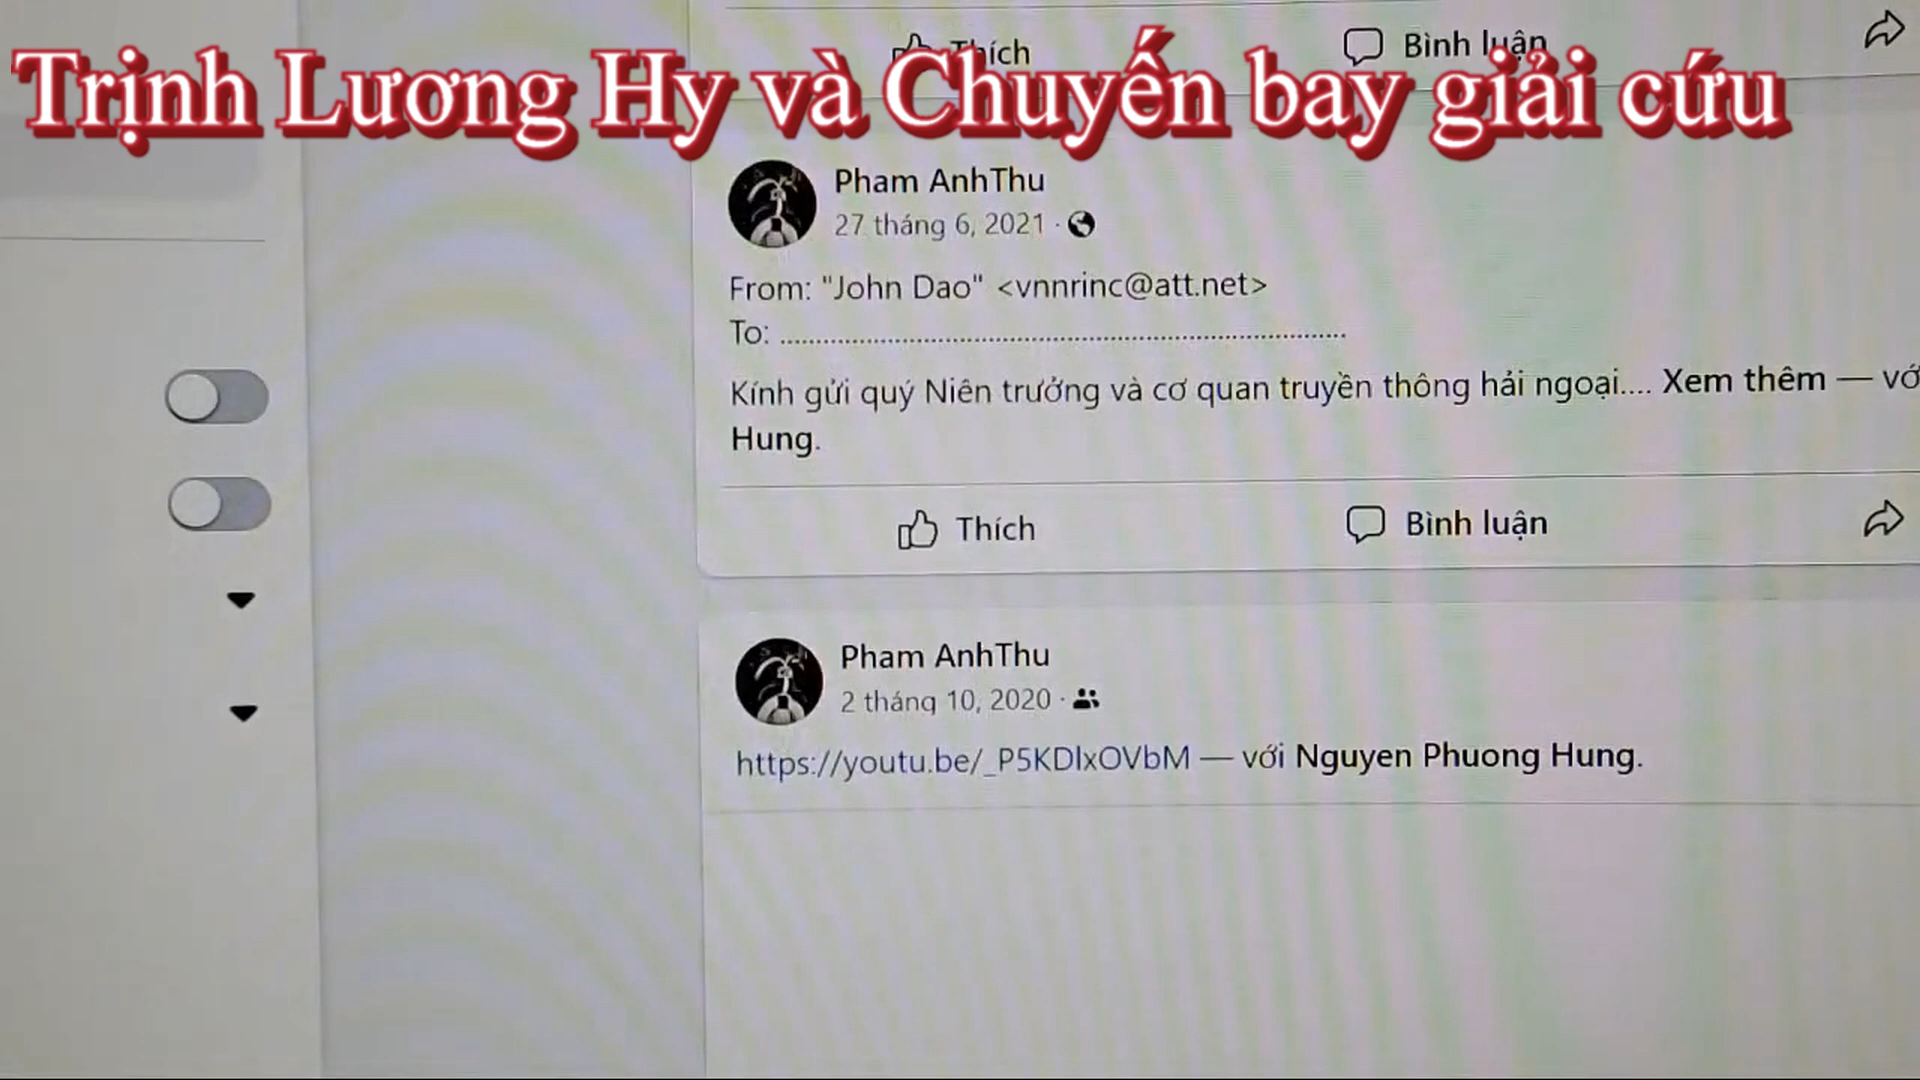 Thích
Bình luận
Trịnh Lương Hy và Chuyến bay giải cứu
Pham AnhThu
27 tháng 6, 2021 ·
From: "John Dao" <vnnrinc@att.net>
To: ..........................................................................
Kính gửi quý Niên trưởng và cơ quan truyền thông hải ngoại.... Xem thêm — vớ
Hung.
Thích
Bình luận
Pham AnhThu
2 tháng 10, 2020 ·
https://youtu.be/_P5KDlxOVbM — với Nguyen Phuong Hung.